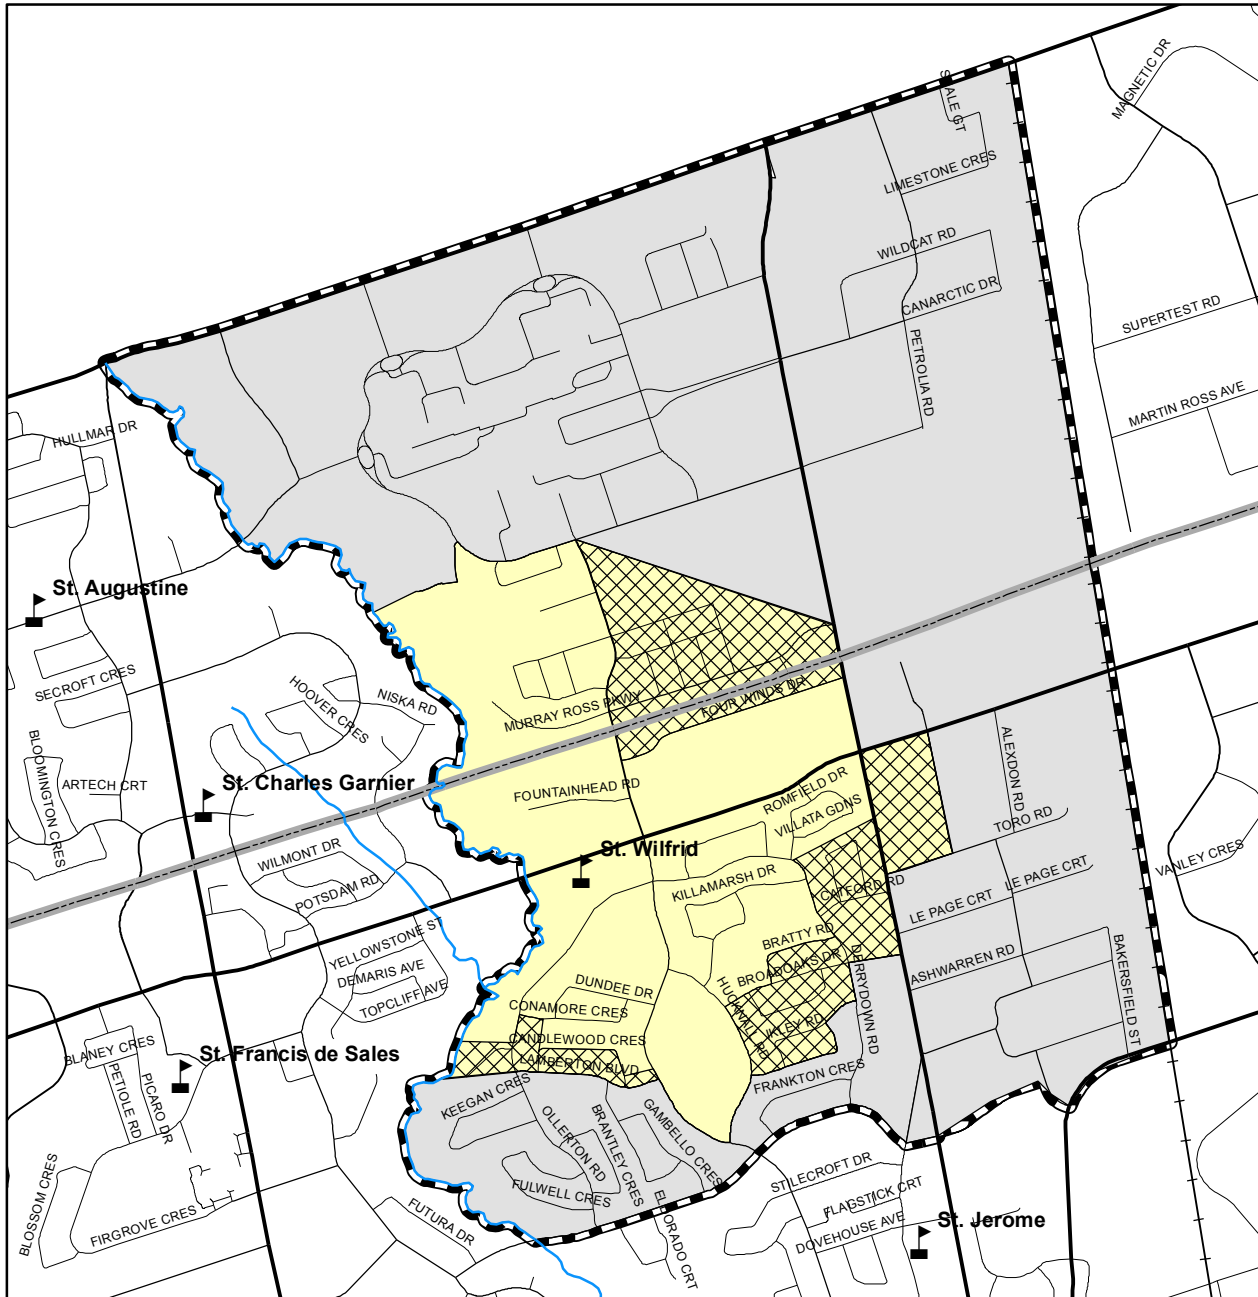 MAGNETIC DR
LIMESTONE CRES
WILDCAT RD
CANARCTIC DR
SUPERTEST RD
PETROLIA RD
MARTIN ROSS AVE
HULLMAR DR
St. Augustine
SECROFT CRES
HOOVER CRES
NISKA RD
MURRAY ROSS PKWY
FOUR WINDS DR
BLOOMINGTON CRES
ARTECH CRT
St. Charles Garnier
FOUNTAINHEAD RD
ROMFIELD DR
VILLATA GDNS
ALEXDON RD
TORO RD
WILMONT DR
POTSDAM RD
St. Wilfrid
KILLAMARSH DR
CATFORD RD
LE PAGE CRT
LE PAGE CRT
VANLEY CRES
YELLOWSTONE ST
DEMARIS AVE
TOPCLIFF AVE
BRATTY RD
BROADOAKS DR
DERRYDOWN RD
ASHWARREN RD
BAKERSFIELD ST
DUNDEE DR
CONAMORE CRES
CANDLEWOOD CRES
LAMBERTON BLVD
HUCKNALL RD
IKLEY RD
BLANEY CRES
St. Francis de Sales
PETIOLE RD
PICARO DR
KEEGAN CRES
FRANKTON CRES
OLLERTON RD
BRANTLEY CRES
GAMBELLO CRES
FULWELL CRES
STILECROFT DR
FLAGSTICK CRT
DOVEHOUSE AVE
St. Jerome
BLOSSOM CRES
FIRGROVE CRES
FUTURA DR
ELDORADO CRT